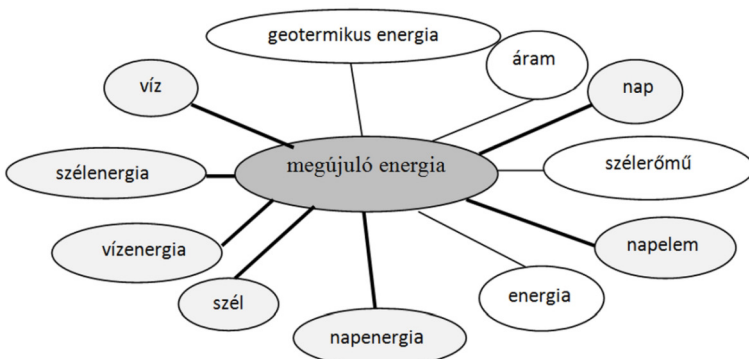 geotermikus energia
áram
víz
nap
megújuló energia
szélerőmű
szélenergia
vízenergia
napelem
szél
energia
napenergia